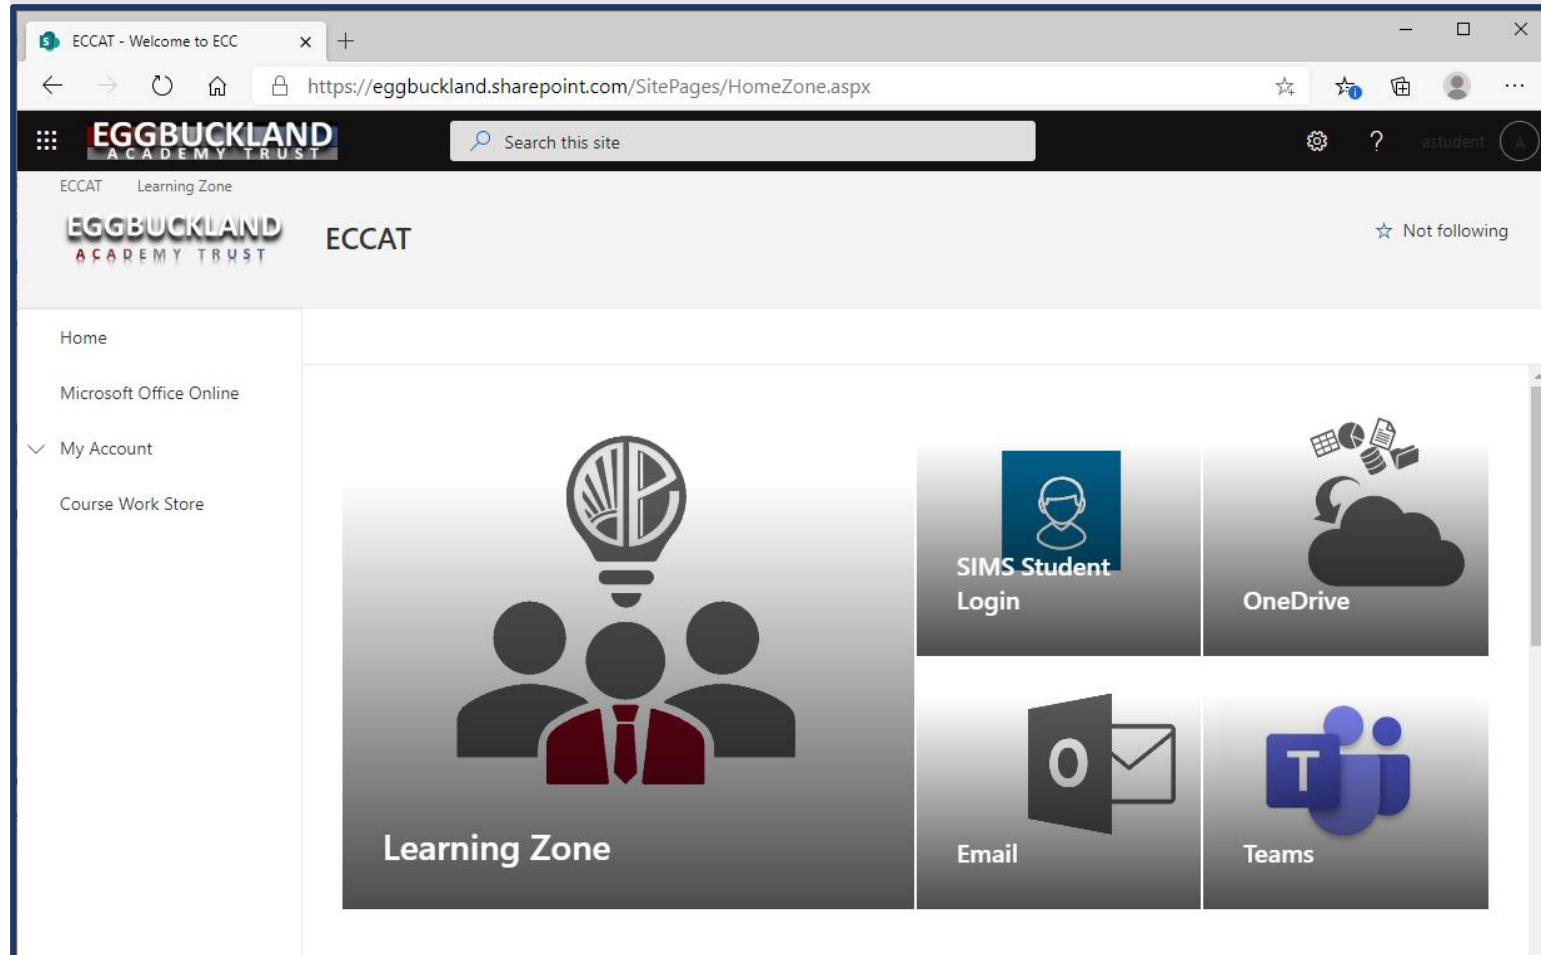 ECCAT - Welcome to ECC
https://eggbuckland.sharepoint.com/SitePages/HomeZone.aspx
EGGBUCKLAND
ACADEMY TRUST
Search this site
? astudent A
ECCAT Learning Zone
EGGBUCKLAND
ACADEMY TRUST
ECCAT
Not following
Home
Microsoft Office Online
My Account
Course Work Store
Learning Zone
SIMS Student
Login
OneDrive
O
Email
T
Teams